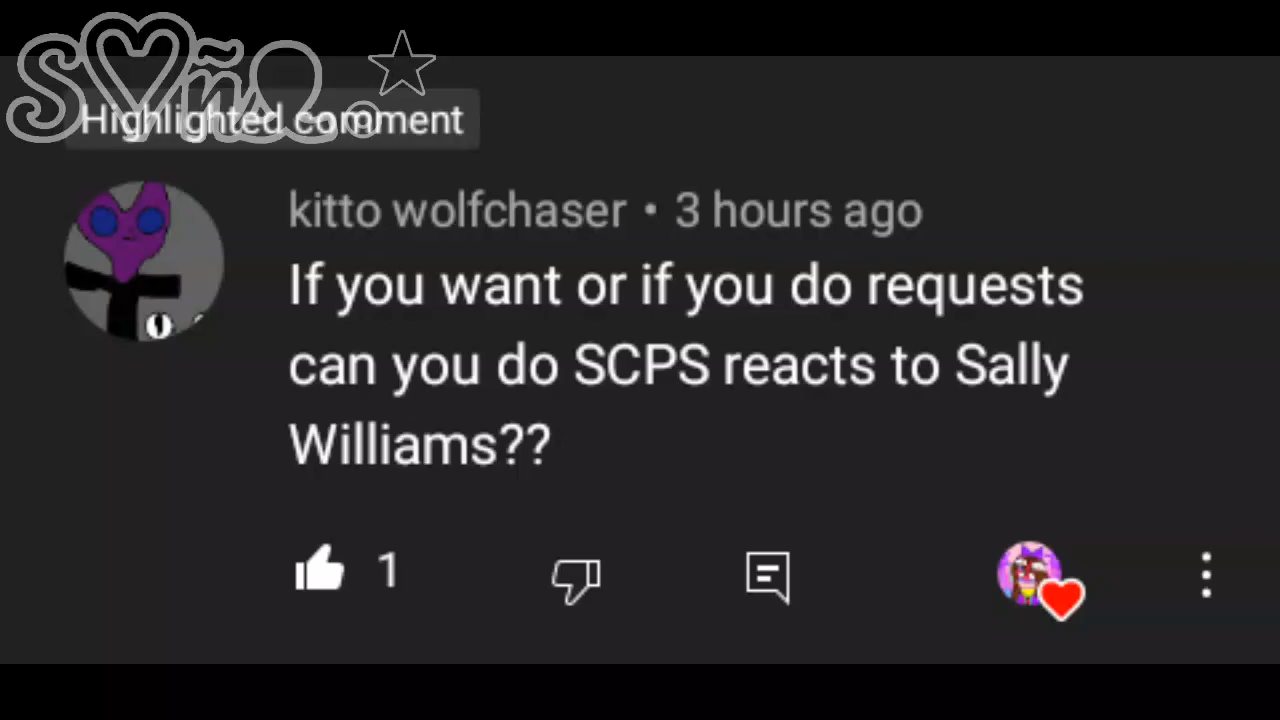 Highlighted comment
kitto wolfchaser • 3 hours ago
If you want or if you do requests
can you do SCPS reacts to Sally
Williams??
1